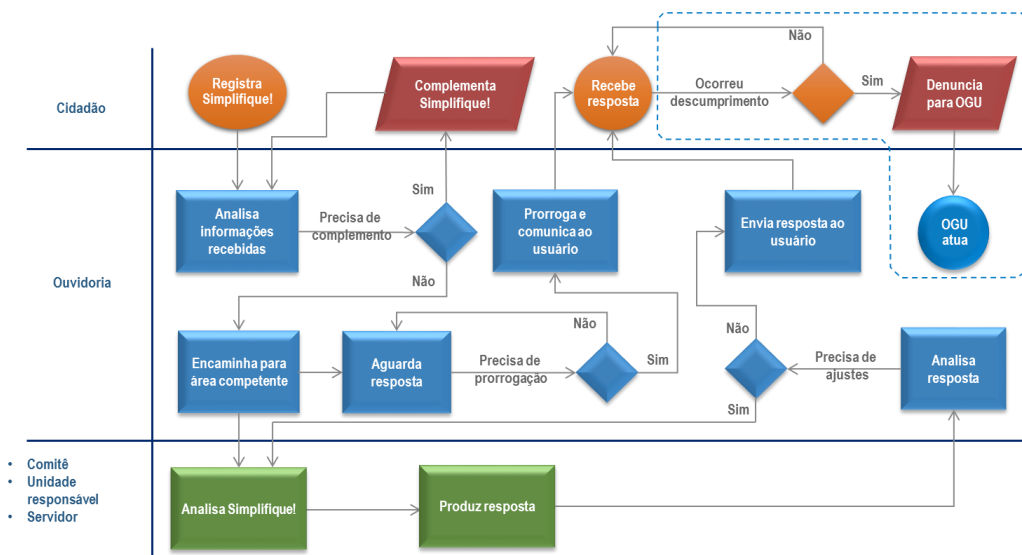 Cidadão
Registra
Simplifique!
Complementa
Simplifique!
Recebe
resposta
Ocorreu
descumprimento
Não
Sim
Denuncia
para OGU
Ouvidoria
Analisa
informações
recebidas
Precisa de
complemento
Sim
Não
Prorroga e
comunica ao
usuário
Envia resposta ao
usuário
OGU
atua
Encaminha para
área competente
Aguarda
resposta
Precisa de
prorrogação
Não
Sim
Não
Sim
Precisa de
ajustes
Analisa
resposta
• Comitê
• Unidade
responsável
• Servidor
Analisa Simplifique!
Produz resposta